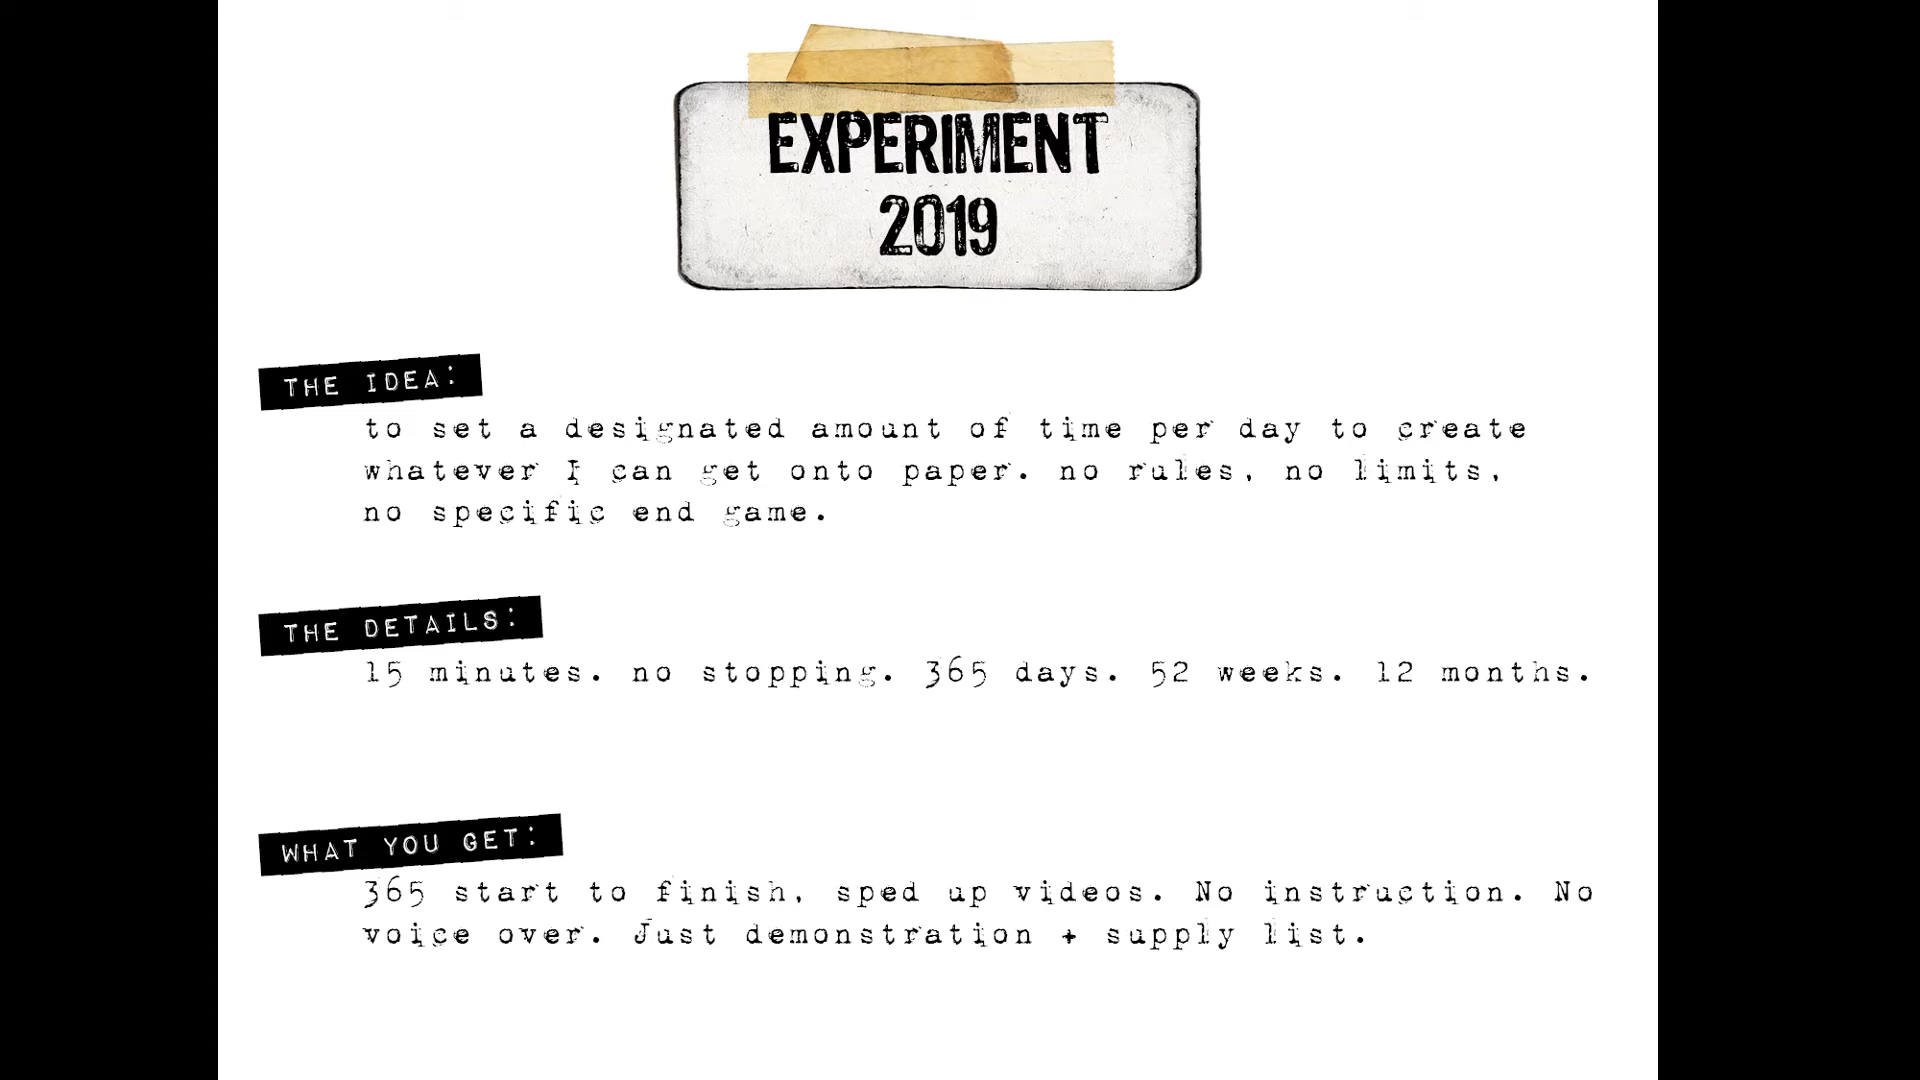 EXPERIMENT
2019
THE IDEA:
to set a designated amount of time per day to create
whatever I can get onto paper. no rules, no limits,
no specific end game.
THE DETAILS:
15 minutes. no stopping. 365 days. 52 weeks. 12 months.
WHAT YOU GET:
365 start to finish, sped up videos. No instruction. No
voice over. Just demonstration + supply list.